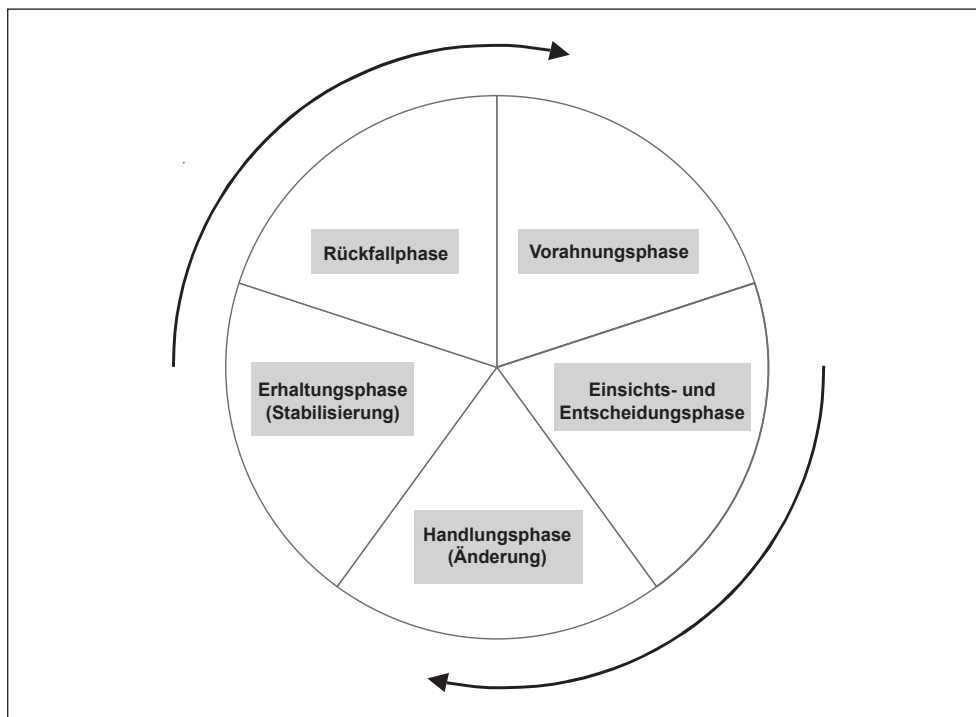 Rückfallphase
Vorahnungsphase
Erhaltungsphase
(Stabilisierung)
Einsichts- und
Entscheidungsphase
Handlungsphase
(Änderung)